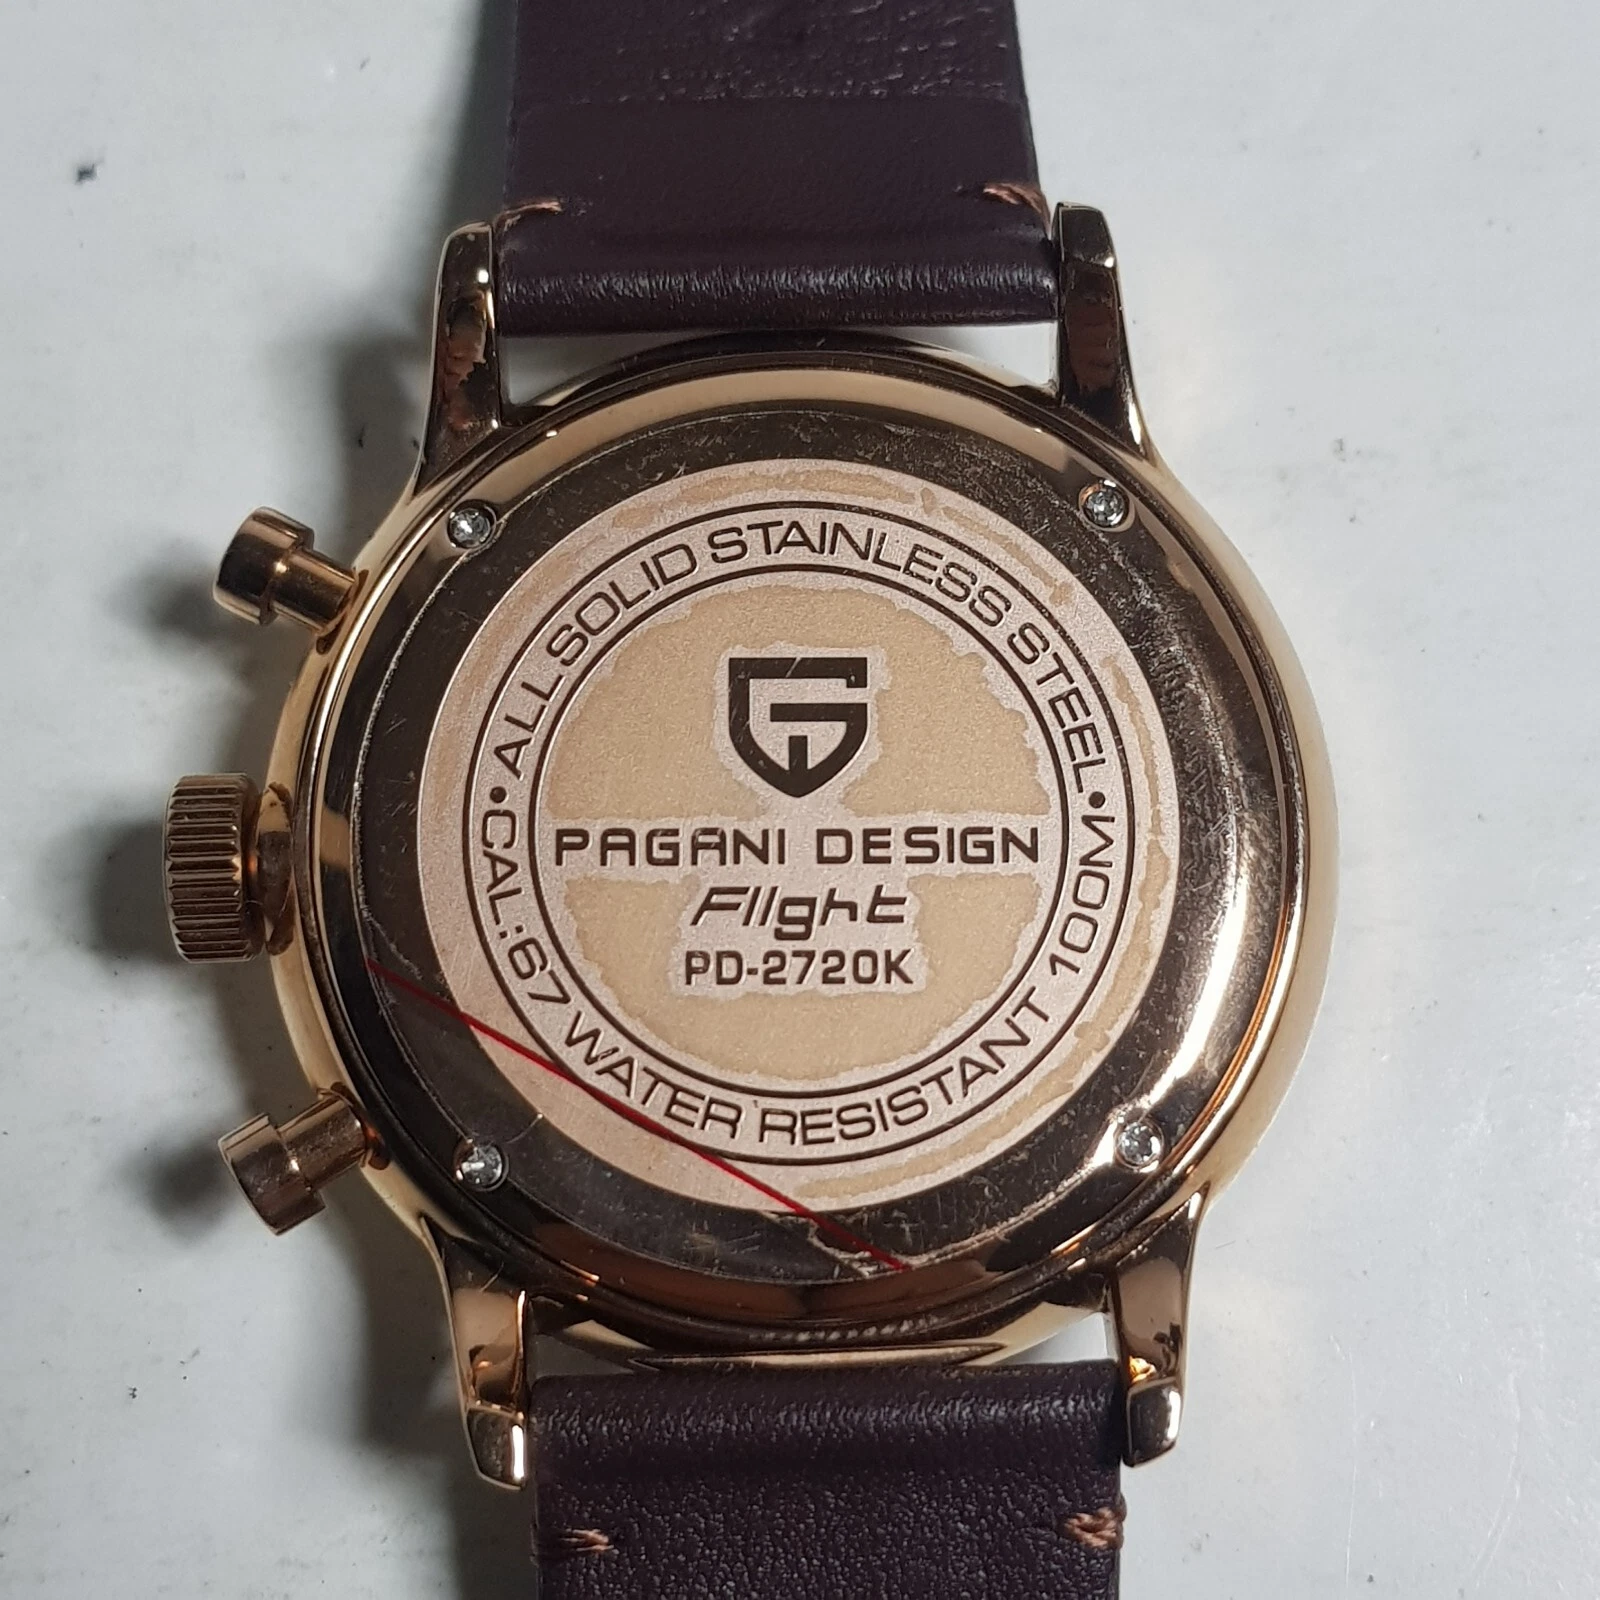 •ALL SOLID STAINLESS STEEL•
PAGANI DESIGN
Flight
PD-2720K
CAL.:67 WATER RESISTANT 100M